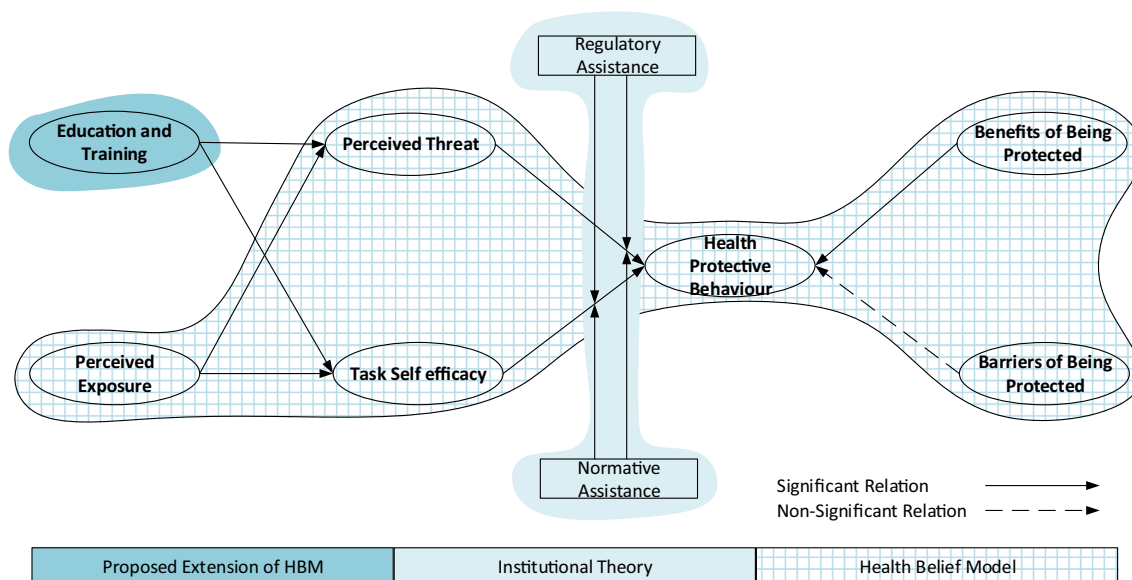 Regulatory
Assistance
Education and
Training
Perceived Threat
Benefits of Being
Protected
Health
Protective
Behaviour
Perceived
Exposure
Task Self efficacy
Barriers of Being
Protected
Normative
Assistance
Significant Relation
Non-Significant Relation
Proposed Extension of HBM
Institutional Theory
Health Belief Model